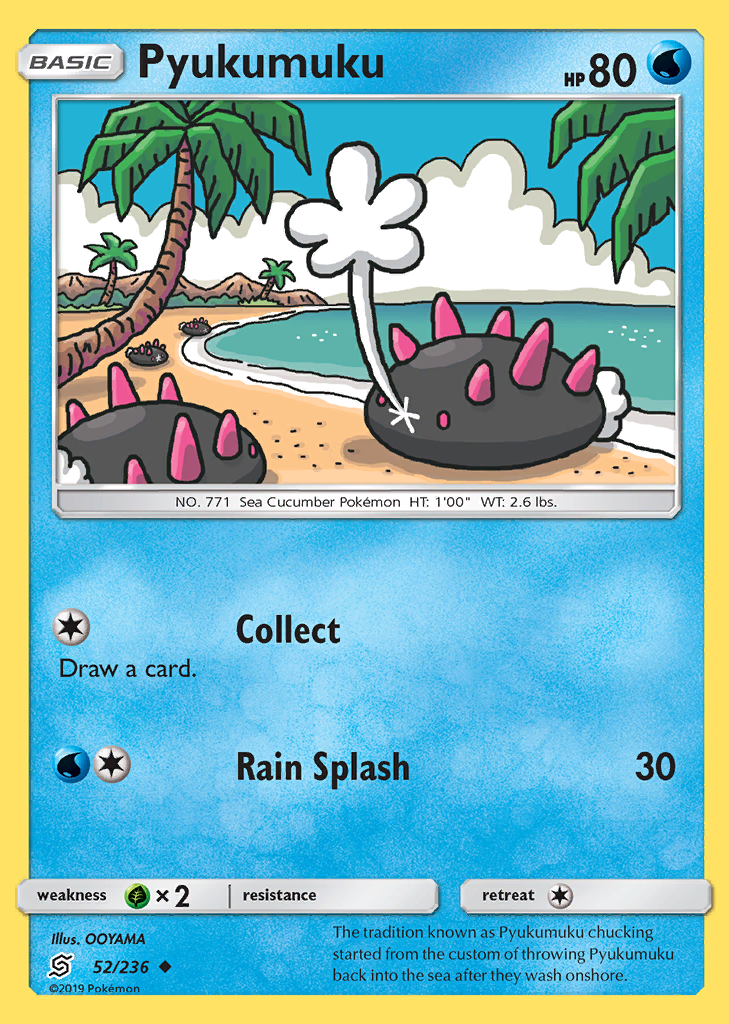 BASIC Pyukumuku HP 80
NO. 771 Sea Cucumber Pokémon HT: 1'00" WT: 2.6 lbs.
Collect
Draw a card.
Rain Splash 30
weakness ×2 resistance retreat
Illus. OOYAMA
52/236
©2019 Pokémon
The tradition known as Pyukumuku chucking
started from the custom of throwing Pyukumuku
back into the sea after they wash onshore.